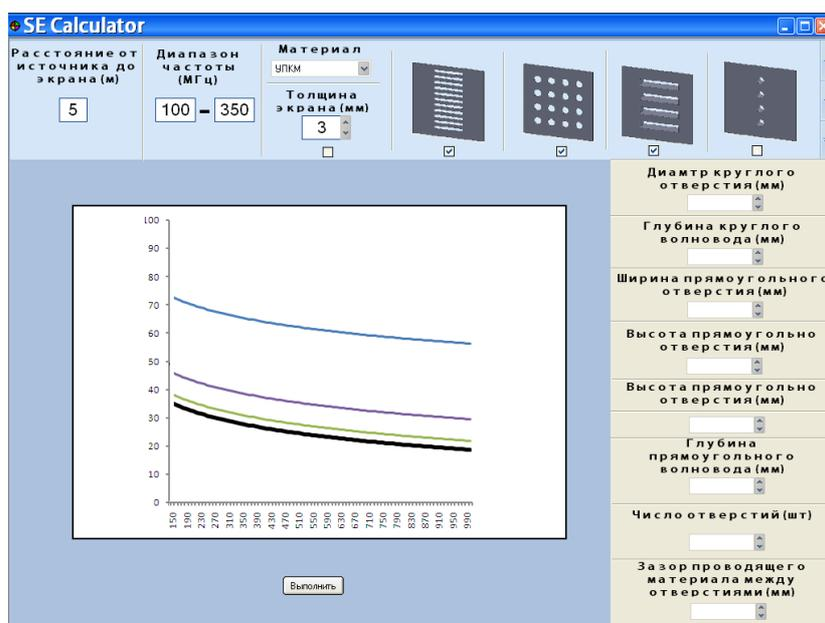 SE Calculator
Расстояние от
источника до
экрана (м)
5
Диапазон
частоты
(МГц)
100 – 350
Материал
УПКМ
Толщина
экрана (мм)
3
Диамтр круглого
отверстия (мм)
Глубина круглого
волновода (мм)
Ширина прямоугольного
отверстия (мм)
Высота прямоугольно
отверстия (мм)
Высота прямоугольно
отверстия (мм)
Глубина
прямоугольного
волновода (мм)
Число отверстий (шт)
Зазор проводящего
материала между
отверстиями (мм)
100
90
80
70
60
50
40
30
20
10
0
150 190 230 270 310 350 390 430 470 510 550 590 630 670 710 750 790 830 870 910 950 990
Выполнить